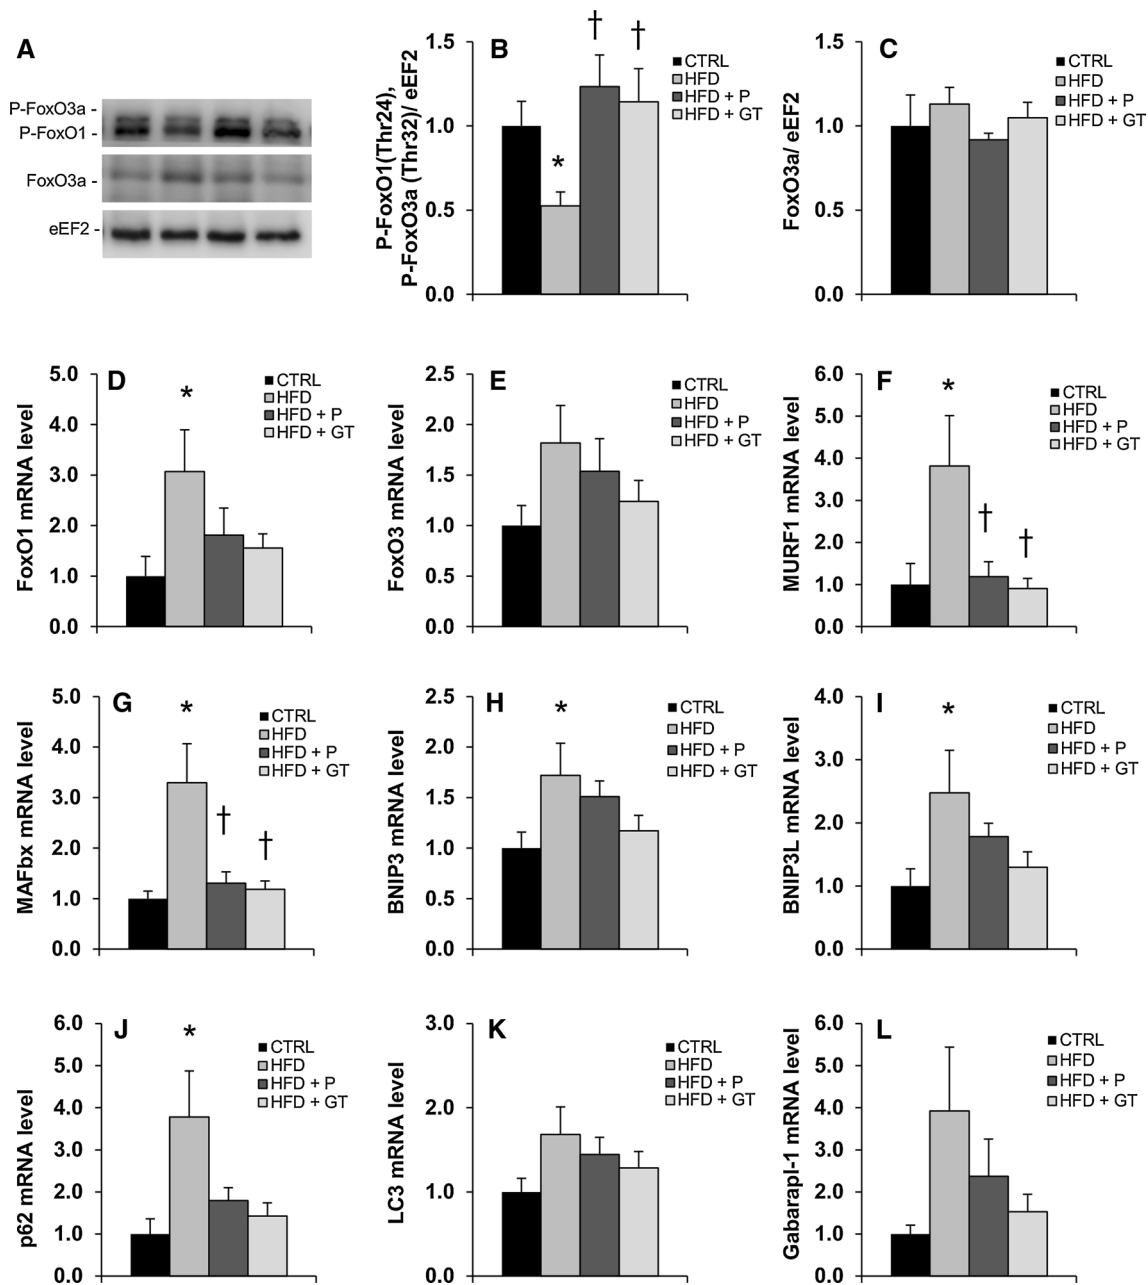 A
P-FoxO3a -
P-FoxO1 -
FoxO3a -
eEF2 -
B
P-FoxO1(Thr24),
P-FoxO3a (Thr32)/ eEF2
1.5
1.0
0.5
0.0
*
†
†
CTRL
HFD
HFD + P
HFD + GT
C
FoxO3a/ eEF2
1.5
1.0
0.5
0.0
CTRL
HFD
HFD + P
HFD + GT
D
FoxO1 mRNA level
5.0
4.0
3.0
2.0
1.0
0.0
*
CTRL
HFD
HFD + P
HFD + GT
E
FoxO3 mRNA level
2.5
2.0
1.5
1.0
0.5
0.0
CTRL
HFD
HFD + P
HFD + GT
F
MURF1 mRNA level
6.0
5.0
4.0
3.0
2.0
1.0
0.0
*
†
†
CTRL
HFD
HFD + P
HFD + GT
G
MAFbx mRNA level
5.0
4.0
3.0
2.0
1.0
0.0
*
†
†
CTRL
HFD
HFD + P
HFD + GT
H
BNIP3 mRNA level
2.5
2.0
1.5
1.0
0.5
0.0
*
CTRL
HFD
HFD + P
HFD + GT
I
BNIP3L mRNA level
4.0
3.0
2.0
1.0
0.0
*
CTRL
HFD
HFD + P
HFD + GT
J
p62 mRNA level
6.0
5.0
4.0
3.0
2.0
1.0
0.0
*
CTRL
HFD
HFD + P
HFD + GT
K
LC3 mRNA level
3.0
2.0
1.0
0.0
CTRL
HFD
HFD + P
HFD + GT
L
Gabarapl-1 mRNA level
6.0
5.0
4.0
3.0
2.0
1.0
0.0
CTRL
HFD
HFD + P
HFD + GT